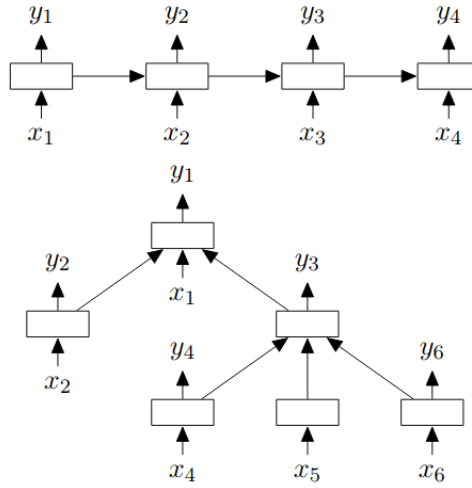 y1 y2 y3 y4
x1 x2 x3 x4
y1
y2 x1 y3
x2 y4 y6
x4 x5 x6